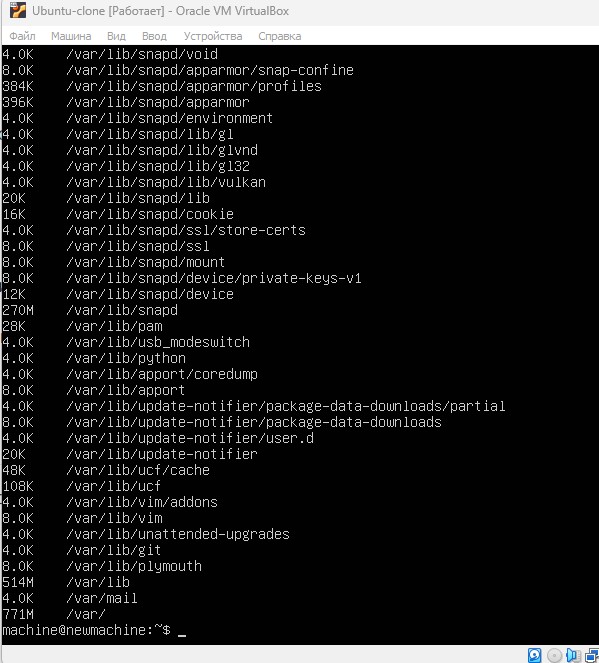 Ubuntu-clone [Работает] - Oracle VM VirtualBox
Файл Машина Вид Ввод Устройства Справка
4.0K /var/lib/snapd/void
8.0K /var/lib/snapd/apparmor/snap-confine
384K /var/lib/snapd/apparmor/profiles
396K /var/lib/snapd/apparmor
4.0K /var/lib/snapd/environment
4.0K /var/lib/snapd/lib/gl
4.0K /var/lib/snapd/lib/glvnd
4.0K /var/lib/snapd/lib/gl32
4.0K /var/lib/snapd/lib/vulkan
20K /var/lib/snapd/lib
16K /var/lib/snapd/cookie
4.0K /var/lib/snapd/ssl/store-certs
8.0K /var/lib/snapd/ssl
8.0K /var/lib/snapd/mount
8.0K /var/lib/snapd/device/private-keys-v1
12K /var/lib/snapd/device
270M /var/lib/snapd
28K /var/lib/pam
4.0K /var/lib/usb_modeswitch
4.0K /var/lib/python
4.0K /var/lib/apport/coredump
8.0K /var/lib/apport
4.0K /var/lib/update-notifier/package-data-downloads/partial
8.0K /var/lib/update-notifier/package-data-downloads
4.0K /var/lib/update-notifier/user.d
20K /var/lib/update-notifier
48K /var/lib/ucf/cache
108K /var/lib/ucf
4.0K /var/lib/vim/addons
8.0K /var/lib/vim
4.0K /var/lib/unattended-upgrades
4.0K /var/lib/git
8.0K /var/lib/plymouth
514M /var/lib
4.0K /var/mail
771M /var/
machine@newmachine:~$ _